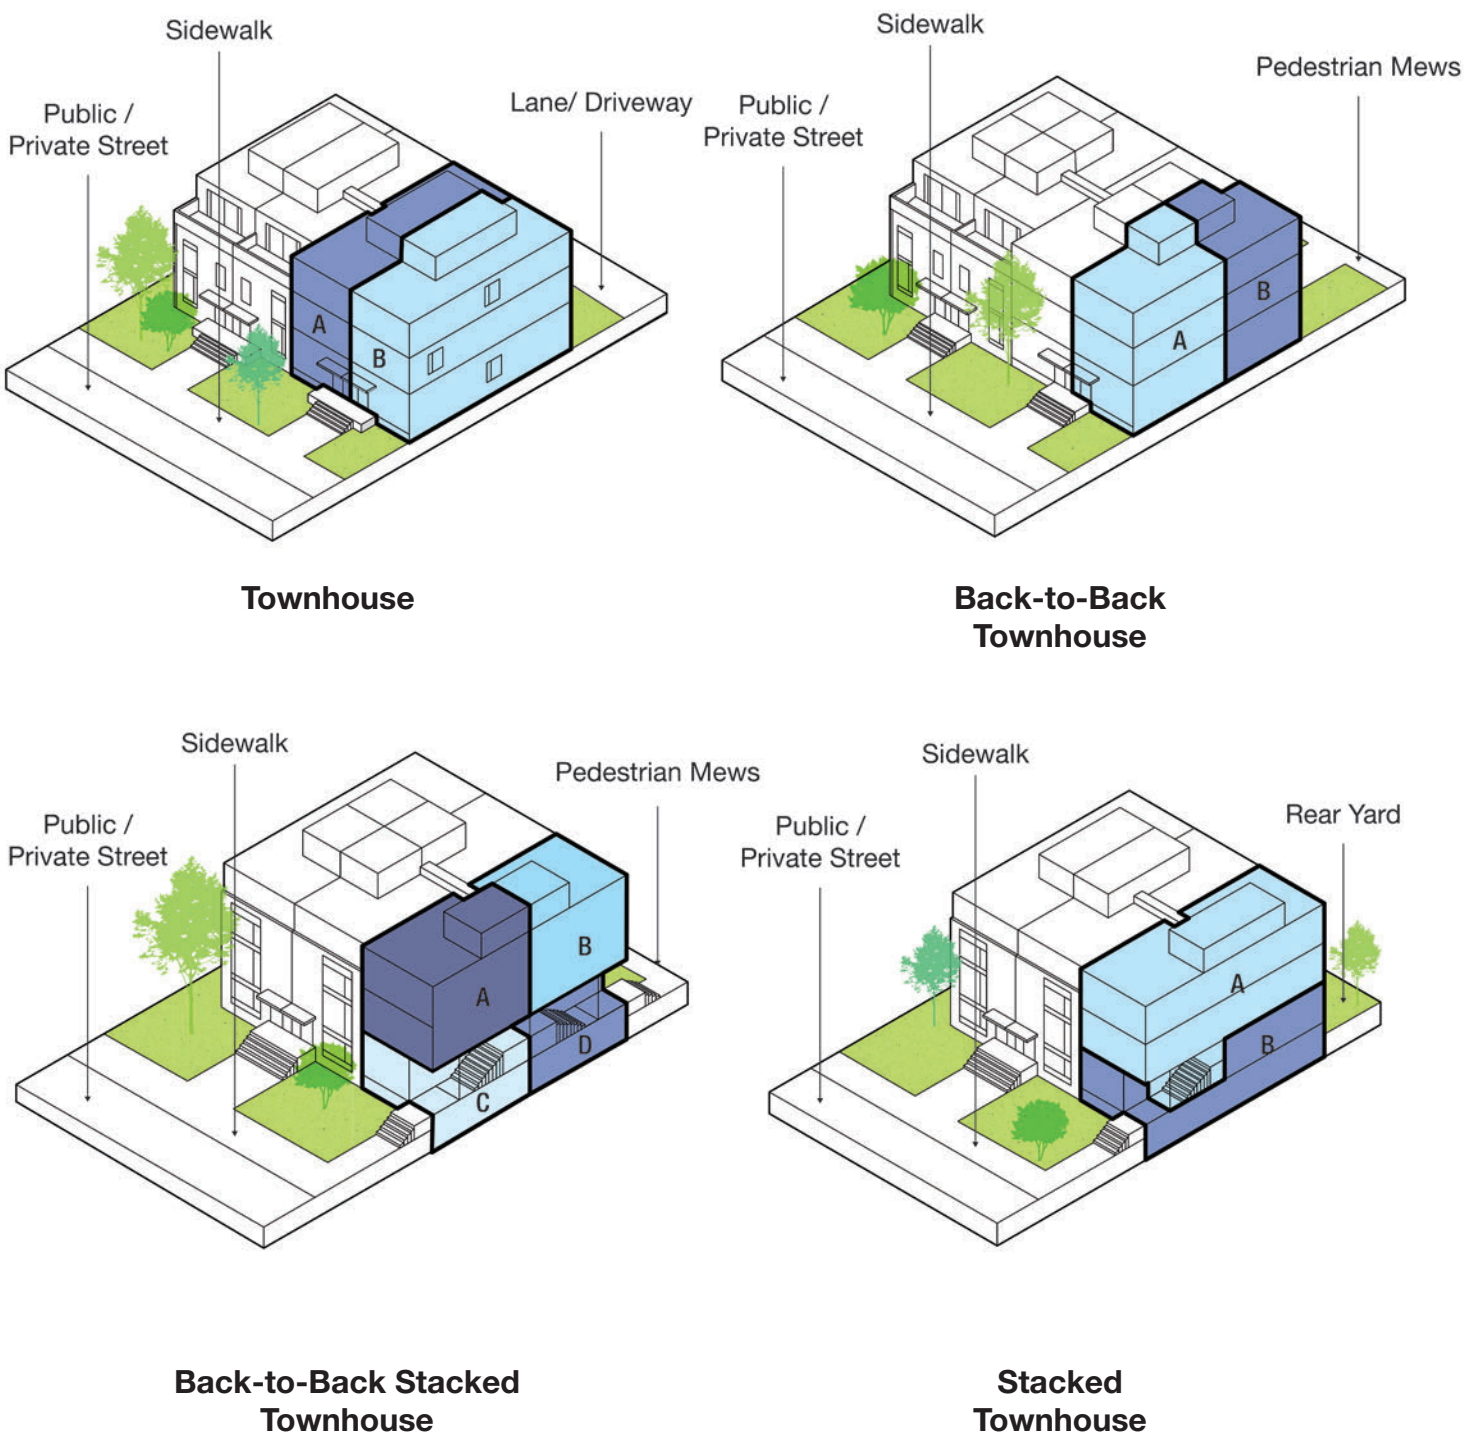 Sidewalk
Public /
Private Street
Lane/ Driveway
A
B
Townhouse
Sidewalk
Public /
Private Street
Pedestrian Mews
A
B
Back-to-Back
Townhouse
Sidewalk
Public /
Private Street
Pedestrian Mews
A
B
C
D
Back-to-Back Stacked
Townhouse
Sidewalk
Public /
Private Street
Rear Yard
A
B
Stacked
Townhouse